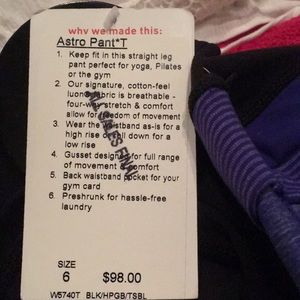 why we made this:
Astro Pant*T
1. Keep fit in this straight leg
pant perfect for yoga, Pilates
or the gym
2. Our signature, cotton-feel
luon fabric is breathable -
four-way stretch & comfort
allow for freedom of movement
3. Wear the waistband as-is for a
high rise or roll down for a
low rise
4. Gusset designed for full range
of movement & comfort
5. Back waistband pocket for your
gym card
6. Preshrunk for hassle-free
laundry
ALL SALES FINAL
SIZE
6 $98.00
W5740T BLK/HPGB/TSBL